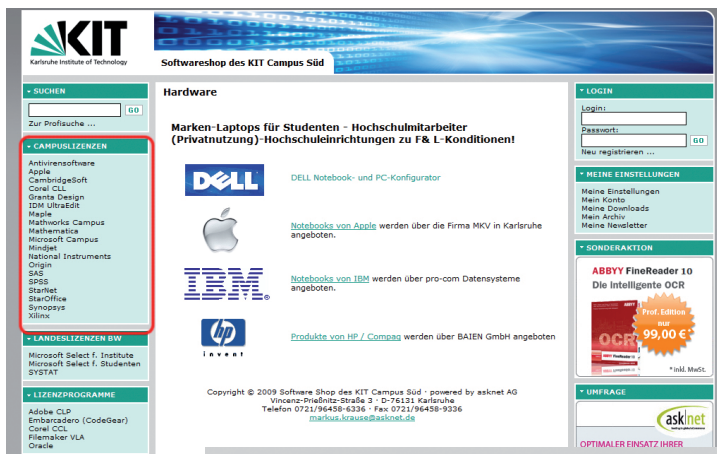 KIT
Karlsruhe Institute of Technology
Softwareshop des KIT Campus Süd
SUCHEN
GO
Zur Profisuche ...
CAMPUSLIZENZEN
Antivirensoftware
Apple
CambridgeSoft
Corel CLL
Granta Design
IDM UltraEdit
Maple
Mathworks Campus
Mathematica
Microsoft Campus
Mindjet
National Instruments
Origin
SAS
SPSS
StarNet
StarOffice
Synopsys
Xilinx
LANDESLIZENZEN BW
Microsoft Select f. Institute
Microsoft Select f. Studenten
SYSTAT
LIZENZPROGRAMME
Adobe CLP
Embarcadero (CodeGear)
Corel CCL
Filemaker VLA
Oracle
Hardware
Marken-Laptops für Studenten - Hochschulmitarbeiter
(Privatnutzung)-Hochschuleinrichtungen zu F& L-Konditionen!
DELL
DELL Notebook- und PC-Konfigurator
Notebooks von Apple werden über die Firma MKV in Karlsruhe
angeboten.
IBM
Notebooks von IBM werden über pro-com Datensysteme
angeboten.
hp
invent
Produkte von HP / Compaq werden über BAIEN GmbH angeboten
Copyright © 2009 Software Shop des KIT Campus Süd · powered by asknet AG
Vincenz-Prießnitz-Straße 3 · D-76131 Karlsruhe
Telefon 0721/96458-6336 · Fax 0721/96458-9336
markus.krause@asknet.de
LOGIN
Login:
Passwort:
GO
Neu registrieren ...
MEINE EINSTELLUNGEN
Meine Einstellungen
Mein Konto
Meine Downloads
Mein Archiv
Meine Newsletter
SONDERAKTION
ABBYY FineReader 10
Die intelligente OCR
Prof. Edition
nur
99,00 €*
OCR
*inkl. MwSt.
UMFRAGE
asknet
OPTIMALER EINSATZ IHRER